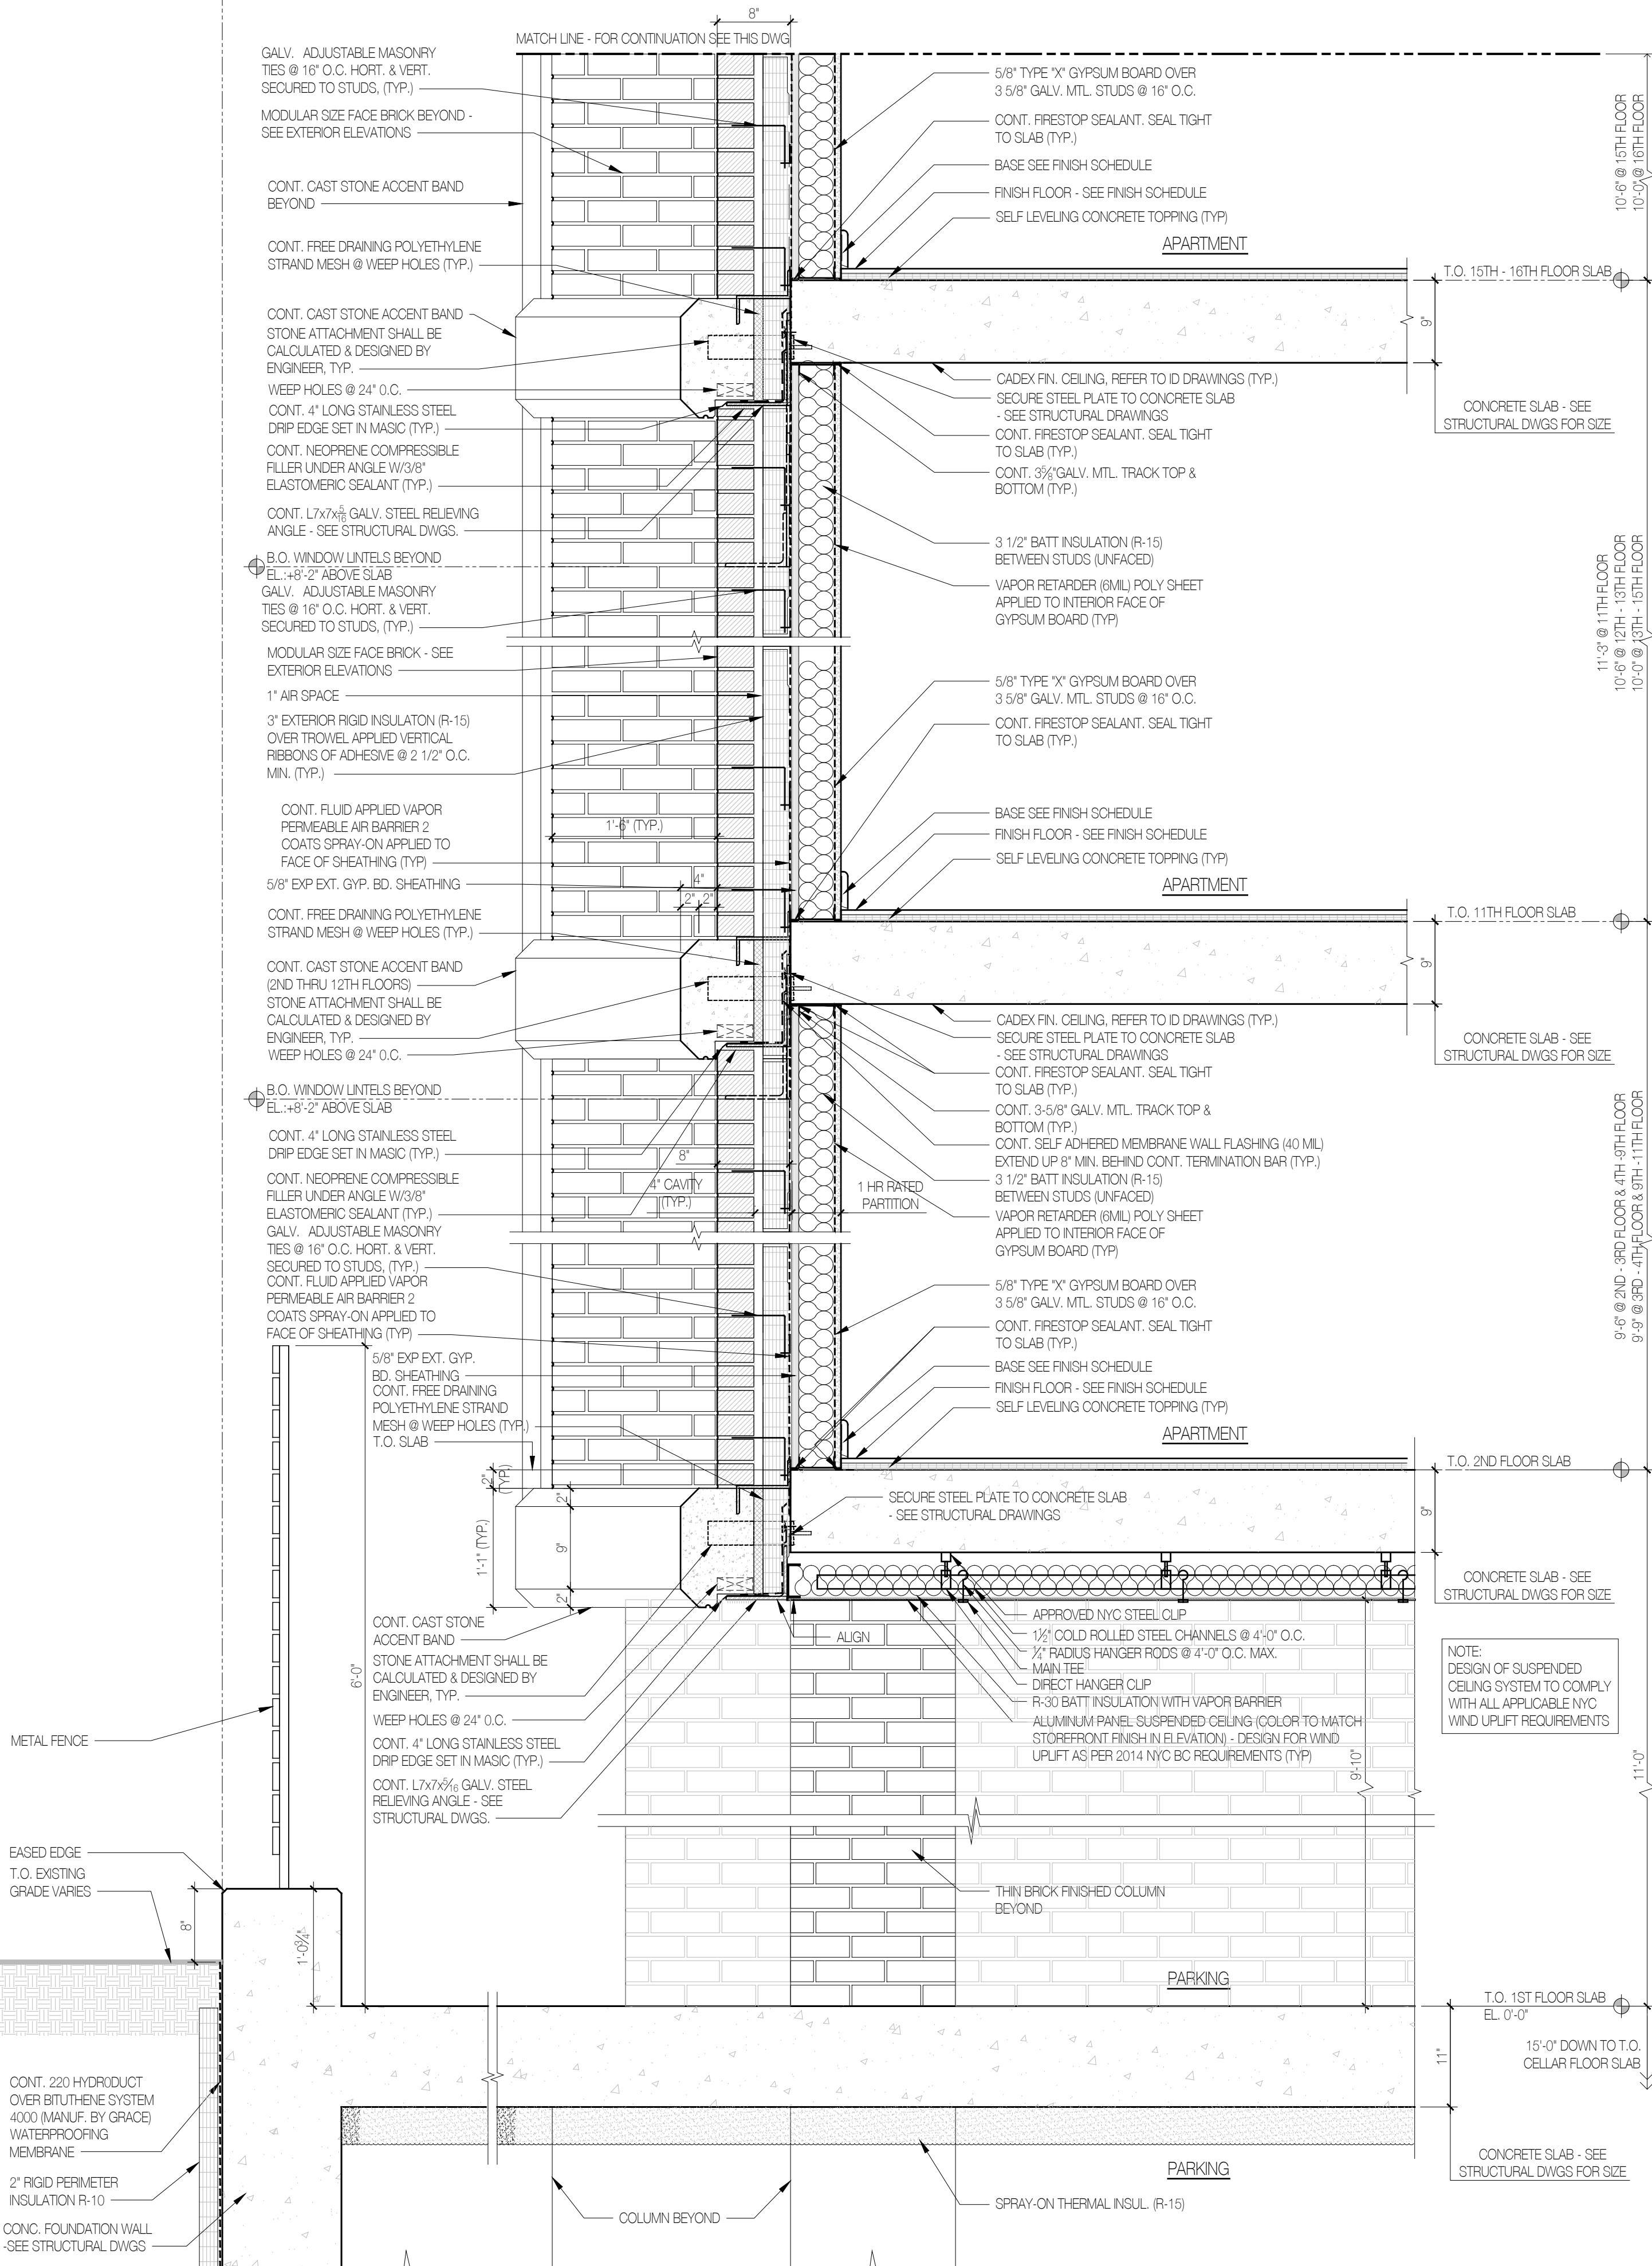 8"
MATCH LINE - FOR CONTINUATION SEE THIS DWG
GALV. ADJUSTABLE MASONRY
TIES @ 16" O.C. HORT. & VERT.
SECURED TO STUDS, (TYP.)
MODULAR SIZE FACE BRICK BEYOND -
SEE EXTERIOR ELEVATIONS
CONT. CAST STONE ACCENT BAND
BEYOND
CONT. FREE DRAINING POLYETHYLENE
STRAND MESH @ WEEP HOLES (TYP.)
CONT. CAST STONE ACCENT BAND
STONE ATTACHMENT SHALL BE
CALCULATED & DESIGNED BY
ENGINEER, TYP.
WEEP HOLES @ 24" O.C.
CONT. 4" LONG STAINLESS STEEL
DRIP EDGE SET IN MASIC (TYP.)
CONT. NEOPRENE COMPRESSIBLE
FILLER UNDER ANGLE W/3/8"
ELASTOMERIC SEALANT (TYP.)
CONT. L7x7x5/16 GALV. STEEL RELIEVING
ANGLE - SEE STRUCTURAL DWGS.
B.O. WINDOW LINTELS BEYOND
EL.:+8'-2" ABOVE SLAB
GALV. ADJUSTABLE MASONRY
TIES @ 16" O.C. HORT. & VERT.
SECURED TO STUDS, (TYP.)
MODULAR SIZE FACE BRICK - SEE
EXTERIOR ELEVATIONS
1" AIR SPACE
3" EXTERIOR RIGID INSULATON (R-15)
OVER TROWEL APPLIED VERTICAL
RIBBONS OF ADHESIVE @ 2 1/2" O.C.
MIN. (TYP.)
CONT. FLUID APPLIED VAPOR
PERMEABLE AIR BARRIER 2
COATS SPRAY-ON APPLIED TO
FACE OF SHEATHING (TYP)
1'-6" (TYP.)
5/8" EXP EXT. GYP. BD. SHEATHING
4"
2" 2"
CONT. FREE DRAINING POLYETHYLENE
STRAND MESH @ WEEP HOLES (TYP.)
CONT. CAST STONE ACCENT BAND
(2ND THRU 12TH FLOORS)
STONE ATTACHMENT SHALL BE
CALCULATED & DESIGNED BY
ENGINEER, TYP.
WEEP HOLES @ 24" O.C.
B.O. WINDOW LINTELS BEYOND
EL.:+8'-2" ABOVE SLAB
CONT. 4" LONG STAINLESS STEEL
DRIP EDGE SET IN MASIC (TYP.)
CONT. NEOPRENE COMPRESSIBLE
FILLER UNDER ANGLE W/3/8"
ELASTOMERIC SEALANT (TYP.)
GALV. ADJUSTABLE MASONRY
TIES @ 16" O.C. HORT. & VERT.
SECURED TO STUDS, (TYP.)
CONT. FLUID APPLIED VAPOR
PERMEABLE AIR BARRIER 2
COATS SPRAY-ON APPLIED TO
FACE OF SHEATHING (TYP)
8"
4" CAVITY
(TYP.)
1 HR RATED
PARTITION
5/8" EXP EXT. GYP.
BD. SHEATHING
CONT. FREE DRAINING
POLYETHYLENE STRAND
MESH @ WEEP HOLES (TYP.)
T.O. SLAB
2"
(TYP.)
1'-1" (TYP.)
2"
9"
2"
CONT. CAST STONE
ACCENT BAND
STONE ATTACHMENT SHALL BE
CALCULATED & DESIGNED BY
ENGINEER, TYP.
WEEP HOLES @ 24" O.C.
CONT. 4" LONG STAINLESS STEEL
DRIP EDGE SET IN MASIC (TYP.)
CONT. L7x7x5/16 GALV. STEEL
RELIEVING ANGLE - SEE
STRUCTURAL DWGS.
6'-0"
METAL FENCE
EASED EDGE
T.O. EXISTING
GRADE VARIES
8"
1'-0¾"
CONT. 220 HYDRODUCT
OVER BITUTHENE SYSTEM
4000 (MANUF. BY GRACE)
WATERPROOFING
MEMBRANE
2" RIGID PERIMETER
INSULATION R-10
CONC. FOUNDATION WALL
-SEE STRUCTURAL DWGS
5/8" TYPE "X" GYPSUM BOARD OVER
3 5/8" GALV. MTL. STUDS @ 16" O.C.
CONT. FIRESTOP SEALANT. SEAL TIGHT
TO SLAB (TYP.)
BASE SEE FINISH SCHEDULE
FINISH FLOOR - SEE FINISH SCHEDULE
SELF LEVELING CONCRETE TOPPING (TYP)
APARTMENT
10'-6" @ 15TH FLOOR
10'-0" @ 16TH FLOOR
T.O. 15TH - 16TH FLOOR SLAB
9"
CONCRETE SLAB - SEE
STRUCTURAL DWGS FOR SIZE
CADEX FIN. CEILING, REFER TO ID DRAWINGS (TYP.)
SECURE STEEL PLATE TO CONCRETE SLAB
- SEE STRUCTURAL DRAWINGS
CONT. FIRESTOP SEALANT. SEAL TIGHT
TO SLAB (TYP.)
CONT. 3⅝"GALV. MTL. TRACK TOP &
BOTTOM (TYP.)
3 1/2" BATT INSULATION (R-15)
BETWEEN STUDS (UNFACED)
VAPOR RETARDER (6MIL) POLY SHEET
APPLIED TO INTERIOR FACE OF
GYPSUM BOARD (TYP)
11'-3" @ 11TH FLOOR
10'-6" @ 12TH - 13TH FLOOR
10'-0" @ 13TH - 15TH FLOOR
5/8" TYPE "X" GYPSUM BOARD OVER
3 5/8" GALV. MTL. STUDS @ 16" O.C.
CONT. FIRESTOP SEALANT. SEAL TIGHT
TO SLAB (TYP.)
BASE SEE FINISH SCHEDULE
FINISH FLOOR - SEE FINISH SCHEDULE
SELF LEVELING CONCRETE TOPPING (TYP)
APARTMENT
T.O. 11TH FLOOR SLAB
9"
CONCRETE SLAB - SEE
STRUCTURAL DWGS FOR SIZE
CADEX FIN. CEILING, REFER TO ID DRAWINGS (TYP.)
SECURE STEEL PLATE TO CONCRETE SLAB
- SEE STRUCTURAL DRAWINGS
CONT. FIRESTOP SEALANT. SEAL TIGHT
TO SLAB (TYP.)
CONT. 3-5/8" GALV. MTL. TRACK TOP &
BOTTOM (TYP.)
CONT. SELF ADHERED MEMBRANE WALL FLASHING (40 MIL)
EXTEND UP 8" MIN. BEHIND CONT. TERMINATION BAR (TYP.)
3 1/2" BATT INSULATION (R-15)
BETWEEN STUDS (UNFACED)
VAPOR RETARDER (6MIL) POLY SHEET
APPLIED TO INTERIOR FACE OF
GYPSUM BOARD (TYP)
9'-6" @ 2ND - 3RD FLOOR & 4TH -9TH FLOOR
9'-9" @ 3RD - 4TH FLOOR & 9TH -11TH FLOOR
5/8" TYPE "X" GYPSUM BOARD OVER
3 5/8" GALV. MTL. STUDS @ 16" O.C.
CONT. FIRESTOP SEALANT. SEAL TIGHT
TO SLAB (TYP.)
BASE SEE FINISH SCHEDULE
FINISH FLOOR - SEE FINISH SCHEDULE
SELF LEVELING CONCRETE TOPPING (TYP)
APARTMENT
T.O. 2ND FLOOR SLAB
SECURE STEEL PLATE TO CONCRETE SLAB
- SEE STRUCTURAL DRAWINGS
9"
CONCRETE SLAB - SEE
STRUCTURAL DWGS FOR SIZE
ALIGN
APPROVED NYC STEEL CLIP
1½" COLD ROLLED STEEL CHANNELS @ 4'-0" O.C.
¼" RADIUS HANGER RODS @ 4'-0" O.C. MAX.
MAIN TEE
DIRECT HANGER CLIP
R-30 BATT INSULATION WITH VAPOR BARRIER
ALUMINUM PANEL SUSPENDED CEILING (COLOR TO MATCH
STOREFRONT FINISH IN ELEVATION) - DESIGN FOR WIND
UPLIFT AS PER 2014 NYC BC REQUIREMENTS (TYP)
NOTE:
DESIGN OF SUSPENDED
CEILING SYSTEM TO COMPLY
WITH ALL APPLICABLE NYC
WIND UPLIFT REQUIREMENTS
9'-10"
11'-0"
THIN BRICK FINISHED COLUMN
BEYOND
PARKING
T.O. 1ST FLOOR SLAB
EL. 0'-0"
15'-0" DOWN TO T.O.
CELLAR FLOOR SLAB
11"
CONCRETE SLAB - SEE
STRUCTURAL DWGS FOR SIZE
PARKING
SPRAY-ON THERMAL INSUL. (R-15)
COLUMN BEYOND